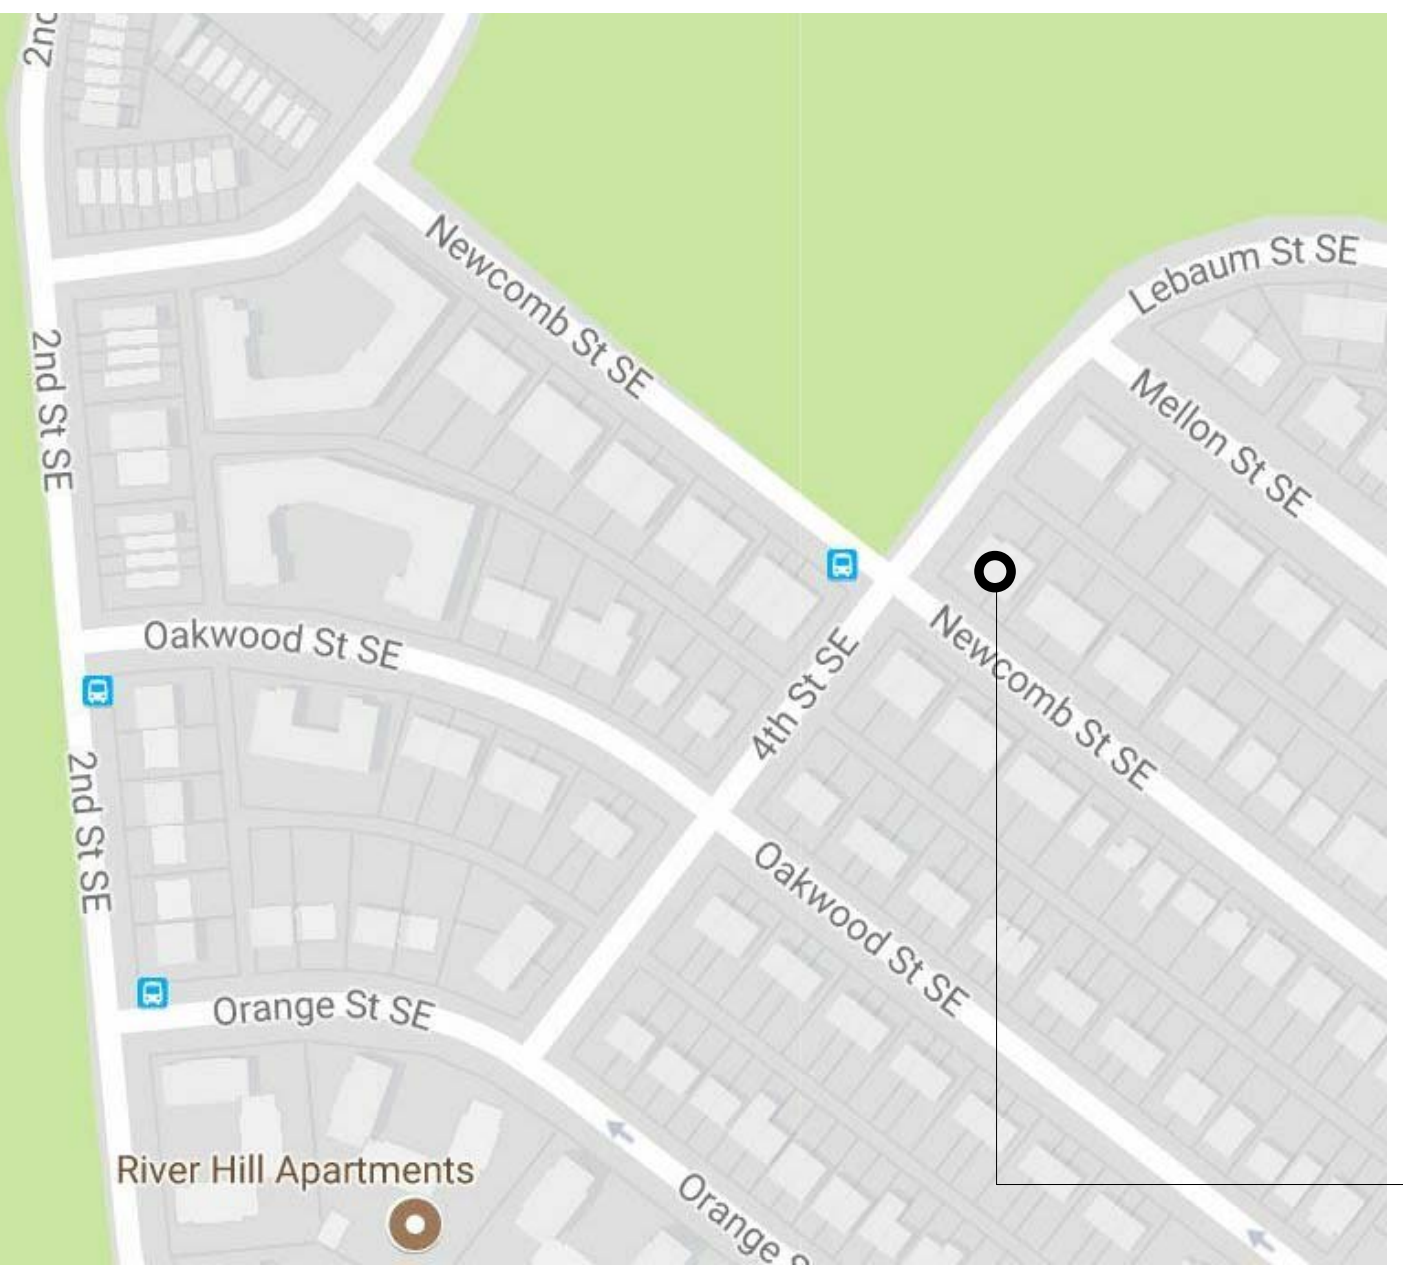 2nd
Newcomb St SE
Lebaum St SE
2nd St SE
Mellon St SE
Oakwood St SE
4th St SE
Newcomb St SE
2nd St SE
Oakwood St SE
Orange St SE
River Hill Apartments
Orange S